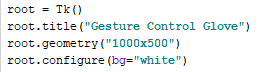 root = Tk()
root.title("Gesture Control Glove")
root.geometry("1000x500")
root.configure(bg="white")